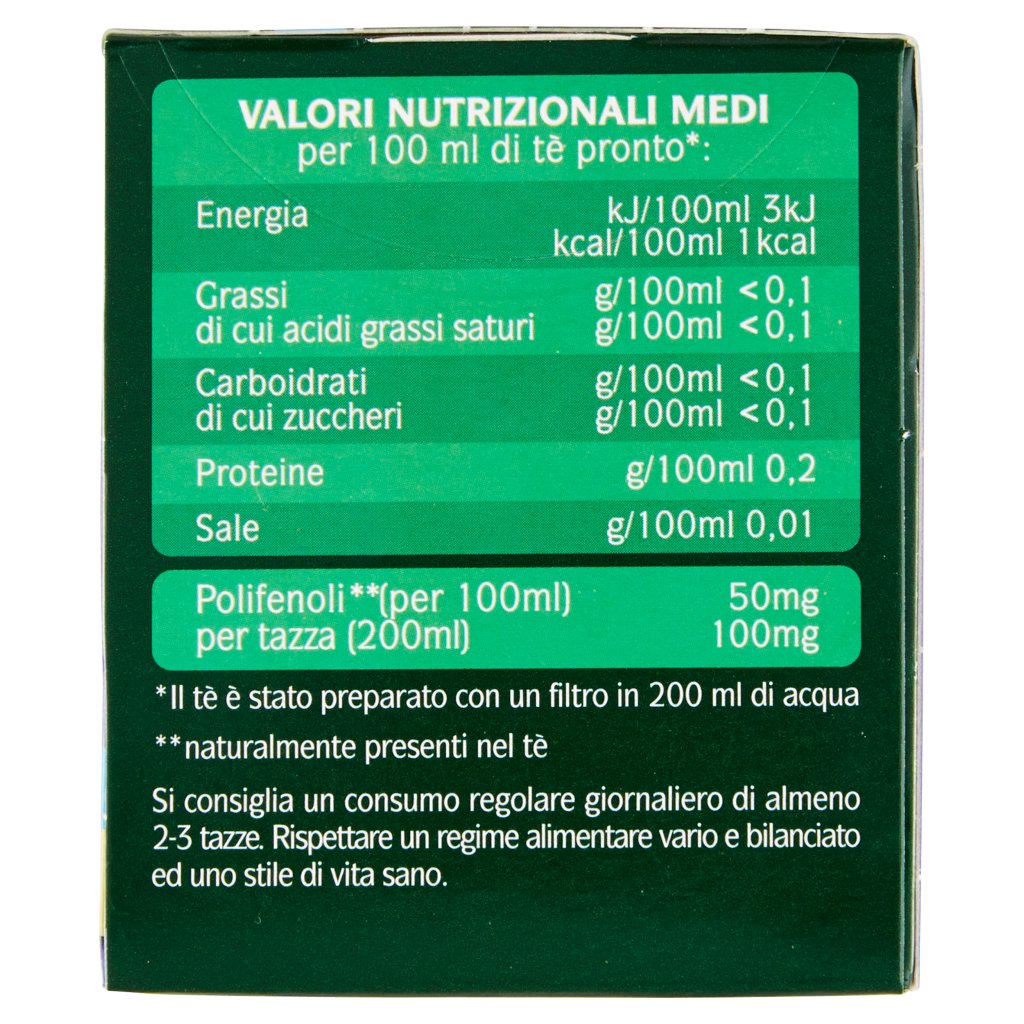 VALORI NUTRIZIONALI MEDI
per 100 ml di tè pronto*:
Energia kJ/100ml 3kJ
kcal/100ml 1kcal
Grassi g/100ml <0,1
di cui acidi grassi saturi g/100ml <0,1
Carboidrati g/100ml <0,1
di cui zuccheri g/100ml <0,1
Proteine g/100ml 0,2
Sale g/100ml 0,01
Polifenoli**(per 100ml) 50mg
per tazza (200ml) 100mg
*Il tè è stato preparato con un filtro in 200 ml di acqua
**naturalmente presenti nel tè
Si consiglia un consumo regolare giornaliero di almeno
2-3 tazze. Rispettare un regime alimentare vario e bilanciato
ed uno stile di vita sano.